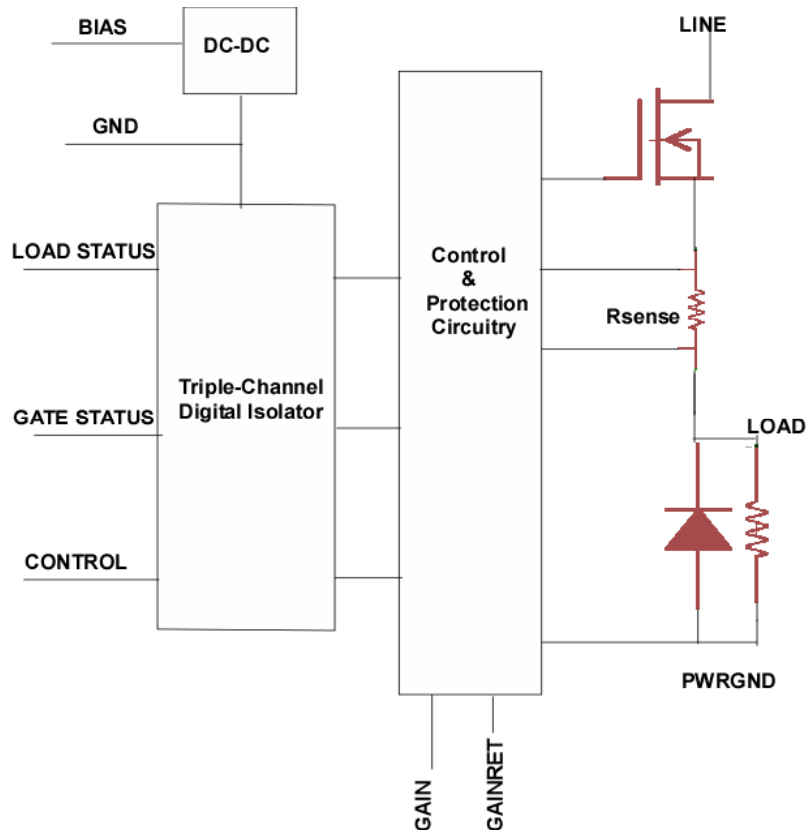 BIAS
DC-DC
LINE
GND
LOAD STATUS
Control
&
Protection
Circuitry
Rsense
Triple-Channel
Digital Isolator
GATE STATUS
LOAD
CONTROL
PWRGND
GAIN
GAINRET